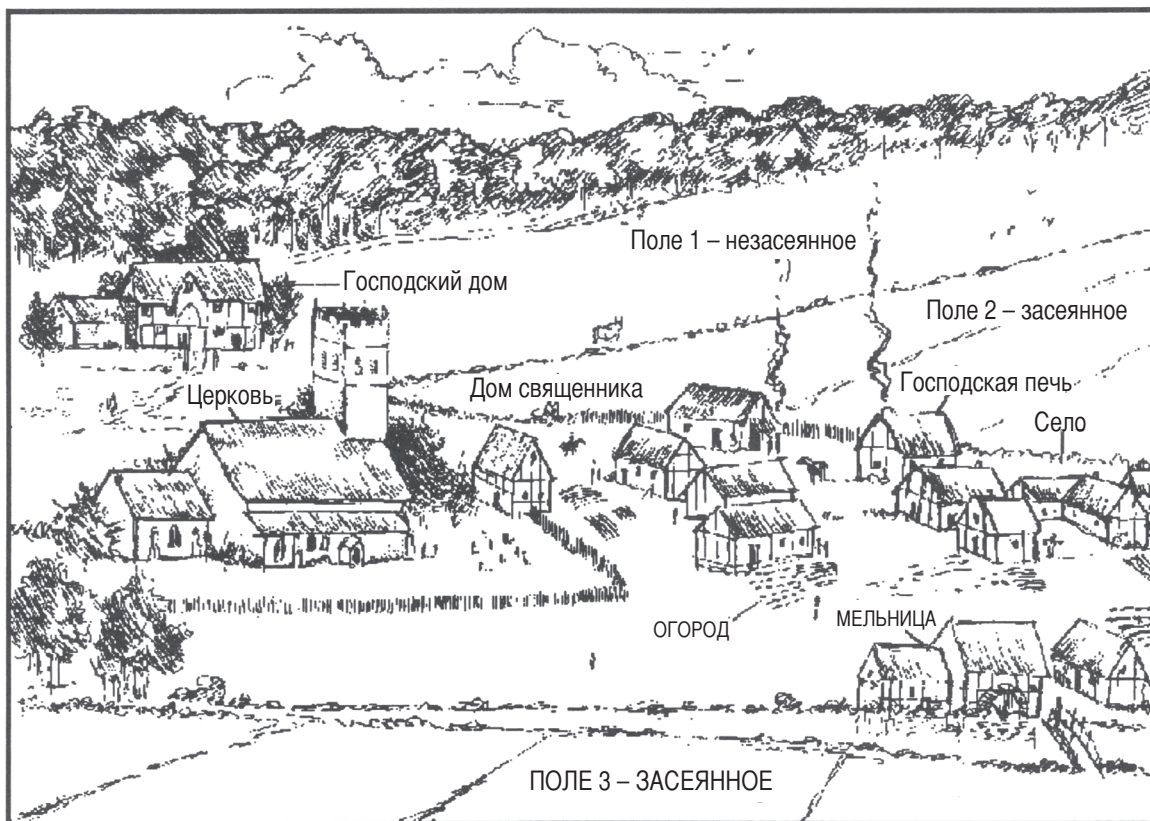 Поле 1 – незасеянное
Господский дом
Поле 2 – засеянное
Господская печь
Дом священника
Церковь
Село
ОГОРОД
МЕЛЬНИЦА
ПОЛЕ 3 – ЗАСЕЯННОЕ